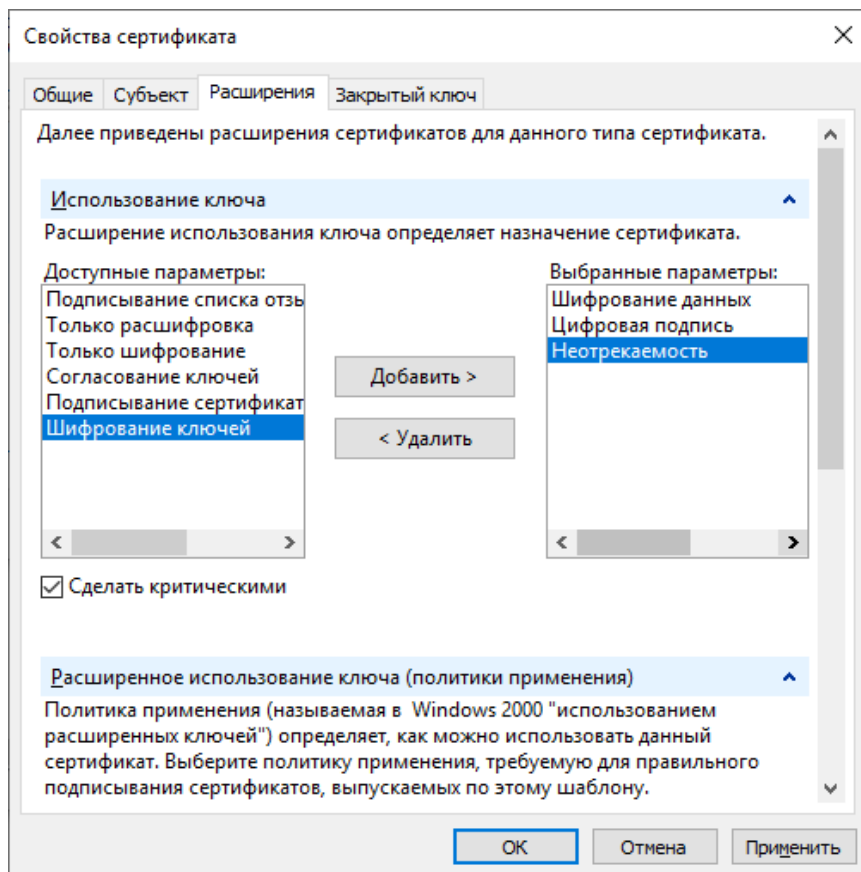 Свойства сертификата
Общие Субъект Расширения Закрытый ключ
Далее приведены расширения сертификатов для данного типа сертификата.
Использование ключа
Расширение использования ключа определяет назначение сертификата.
Доступные параметры:
Подписывание списка отзы
Только расшифровка
Только шифрование
Согласование ключей
Подписывание сертификат
Шифрование ключей
Добавить >
< Удалить
Выбранные параметры:
Шифрование данных
Цифровая подпись
Неотрекаемость
Сделать критическими
Расширенное использование ключа (политики применения)
Политика применения (называемая в Windows 2000 "использованием
расширенных ключей") определяет, как можно использовать данный
сертификат. Выберите политику применения, требуемую для правильного
подписывания сертификатов, выпускаемых по этому шаблону.
ОК Отмена Применить